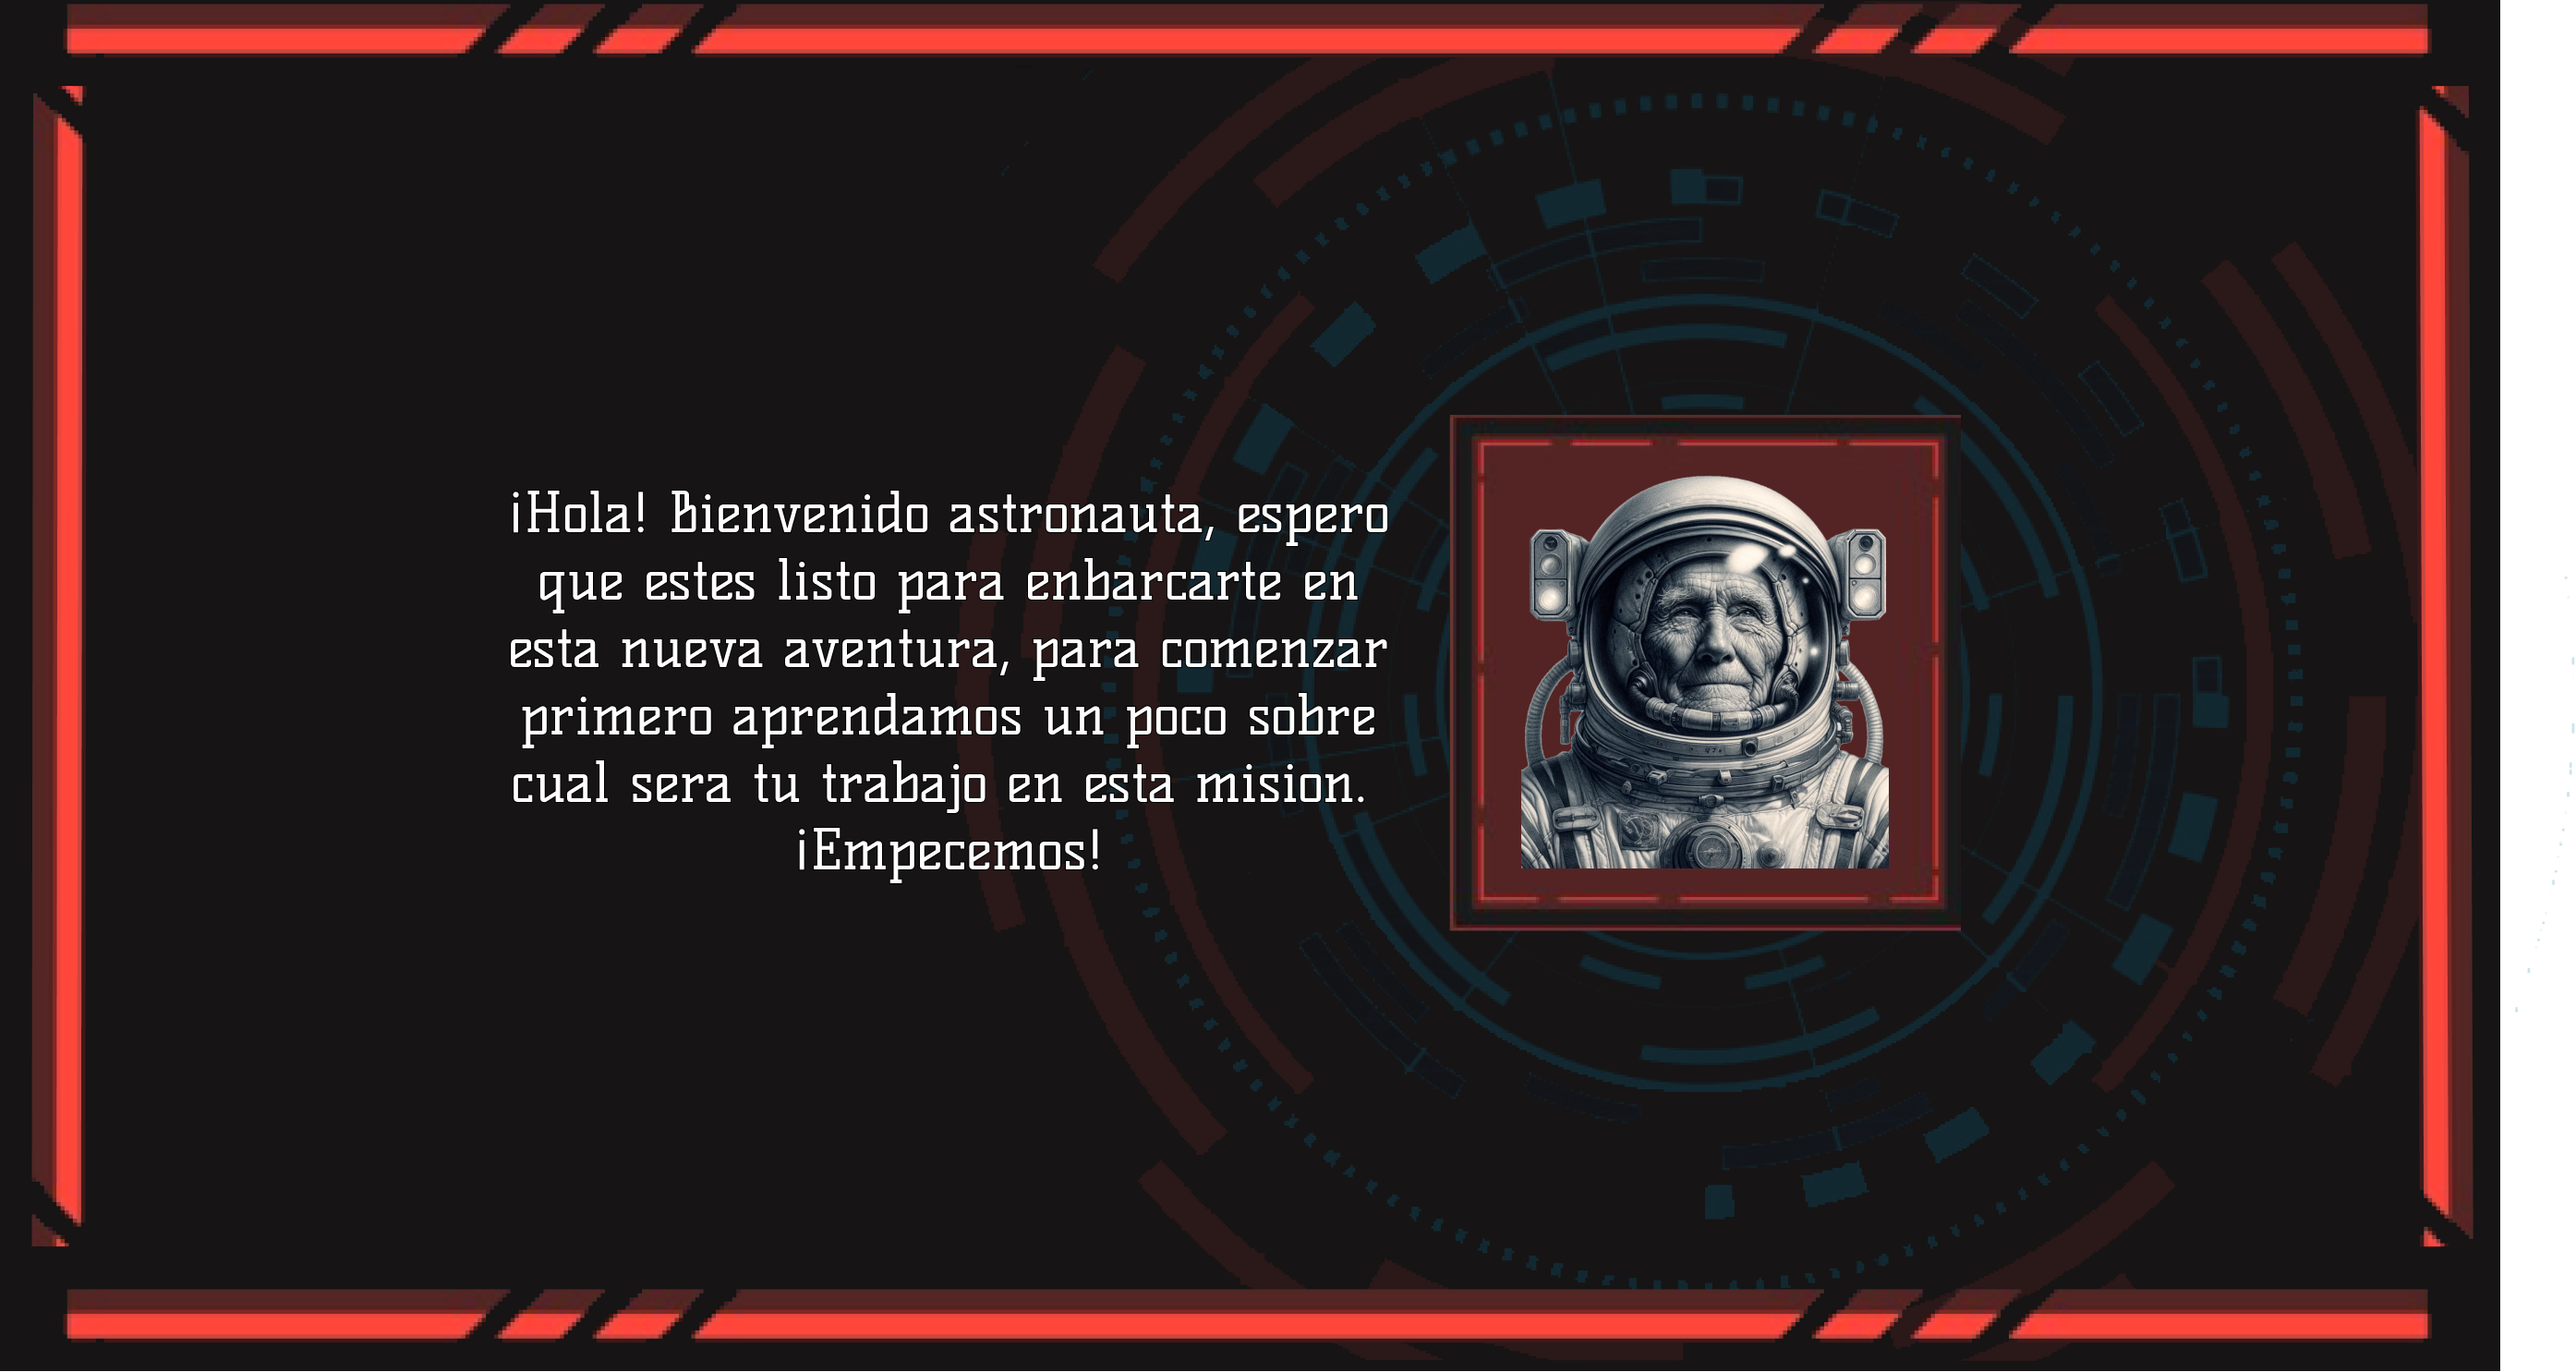 ¡Hola! Bienvenido astronauta, espero
que estes listo para enbarcarte en
esta nueva aventura, para comenzar
primero aprendamos un poco sobre
cual sera tu trabajo en esta mision.
¡Empecemos!